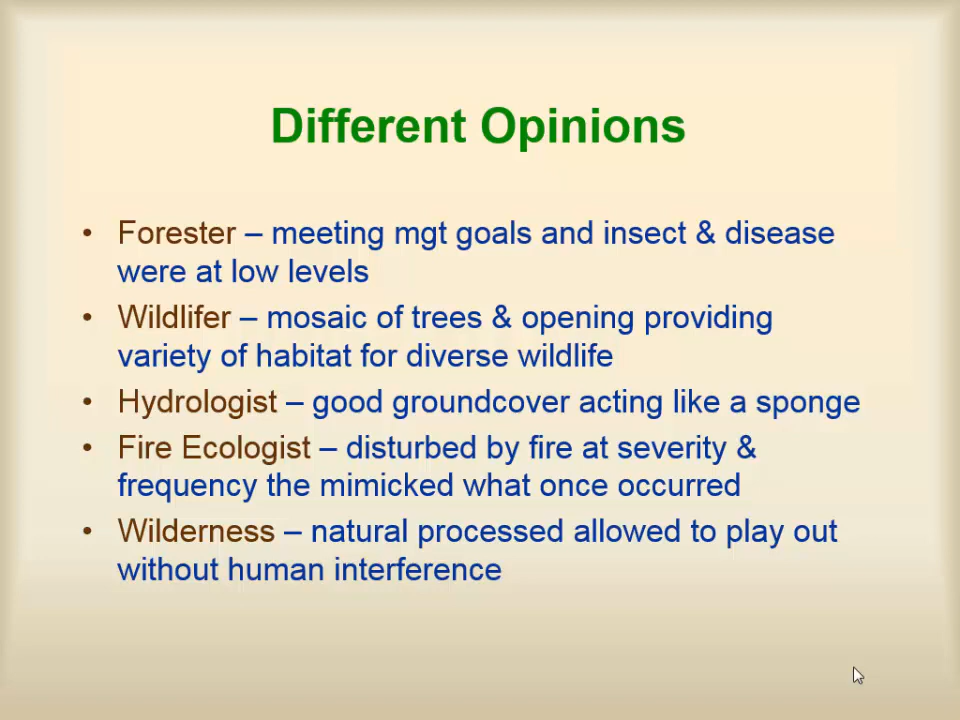 Different Opinions
• Forester – meeting mgt goals and insect & disease
were at low levels
• Wildlifer – mosaic of trees & opening providing
variety of habitat for diverse wildlife
• Hydrologist – good groundcover acting like a sponge
• Fire Ecologist – disturbed by fire at severity &
frequency the mimicked what once occurred
• Wilderness – natural processed allowed to play out
without human interference